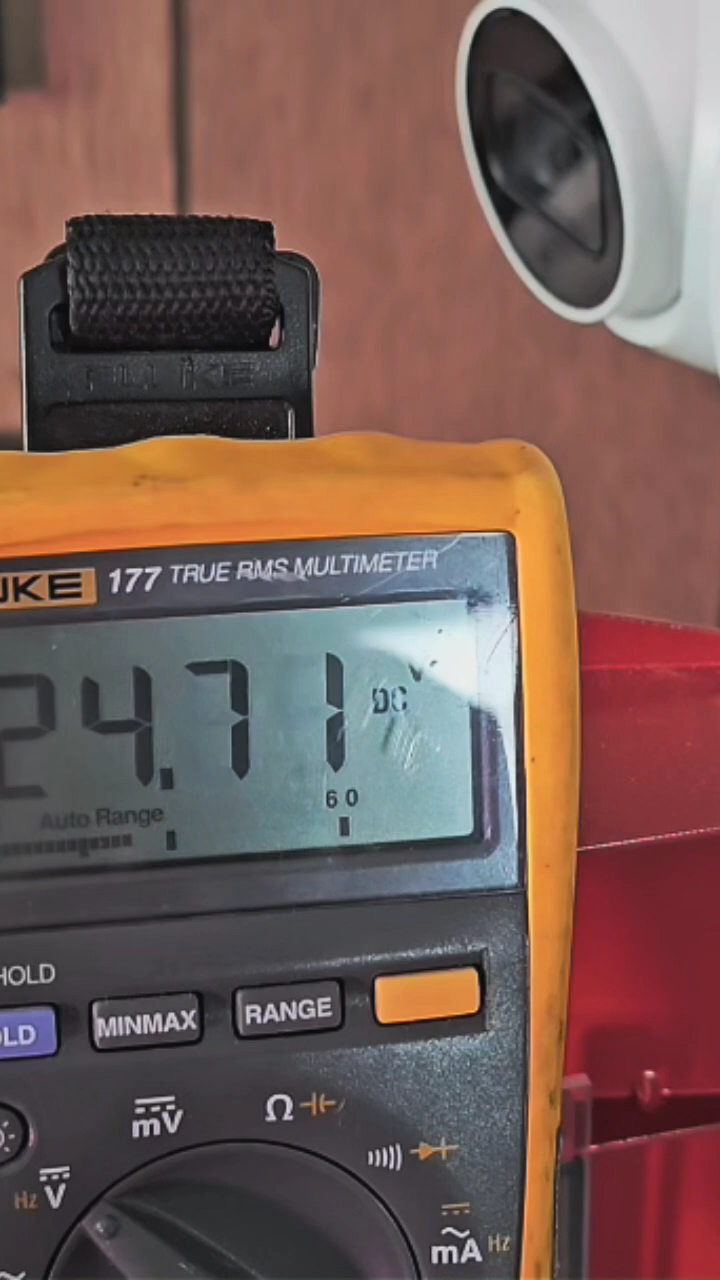 FLUKE
UKE 177 TRUE RMS MULTIMETER
24.71 DC V
60
Auto Range
HOLD
OLD MINMAX RANGE
mV Ω
Hz V
mA Hz